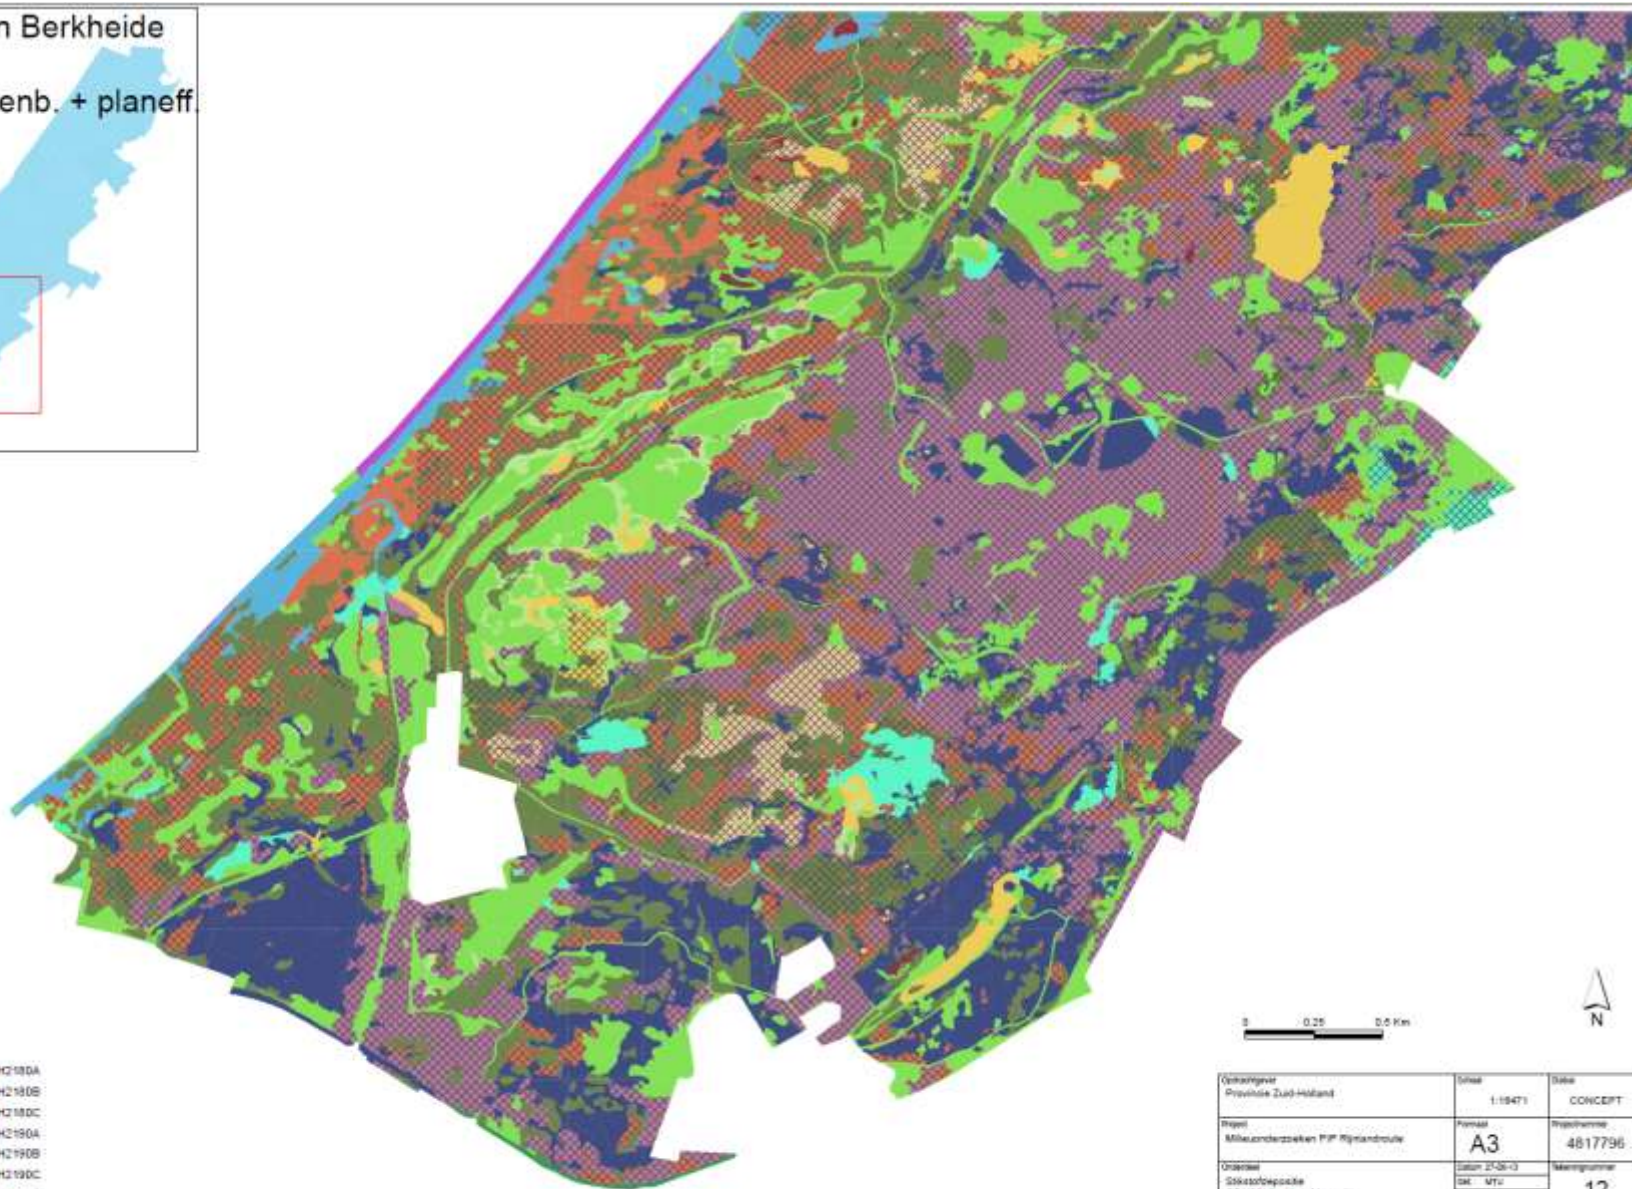 n Berkheide
enb. + planeff.
0 0.25 0.5 Km
N
H2180A
H2180B
H2180C
H2190A
H2190B
H2190C
Opdrachtgever
Provincie Zuid-Holland
Schaal
1:19471
Status
CONCEPT
Project
Milieuonderzoeken PIP Rijnlandroute
Formaat
A3
Projectnummer
4817796
Onderdeel
Stikstofdepositie
Datum 27-06-13
Get. MTU
Tekeningnummer
12